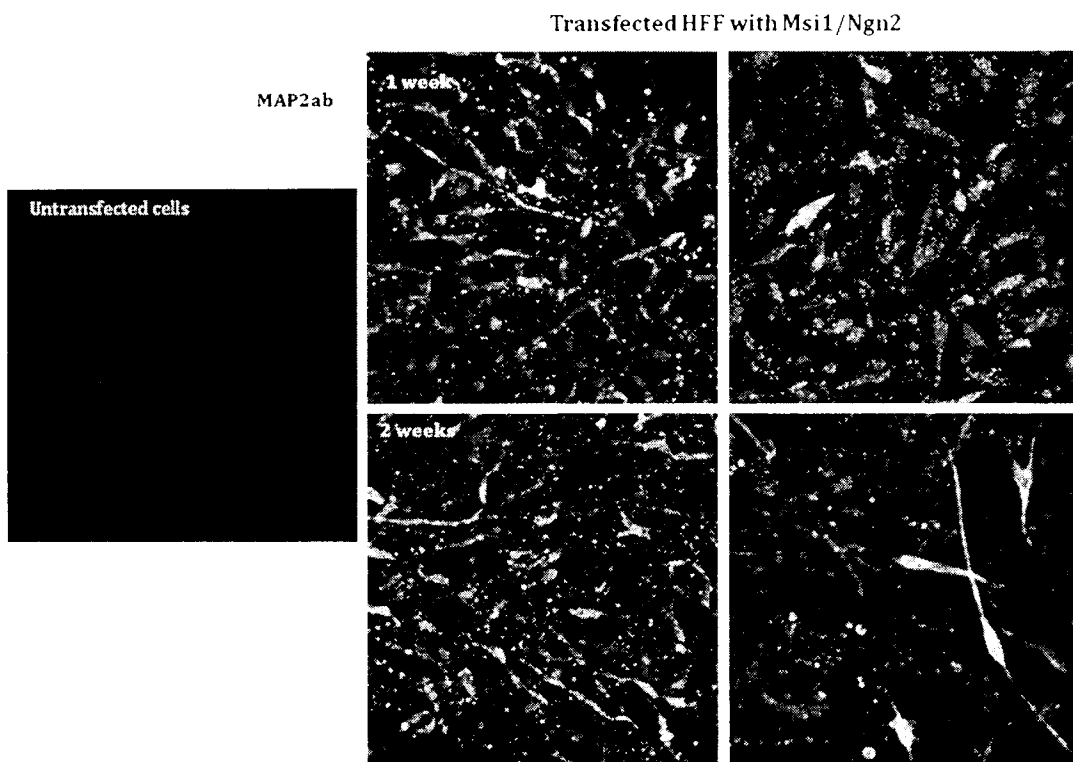 Transfected HFF with Msi1/Ngn2
1 week
MAP2ab
Untransfected cells
2 weeks